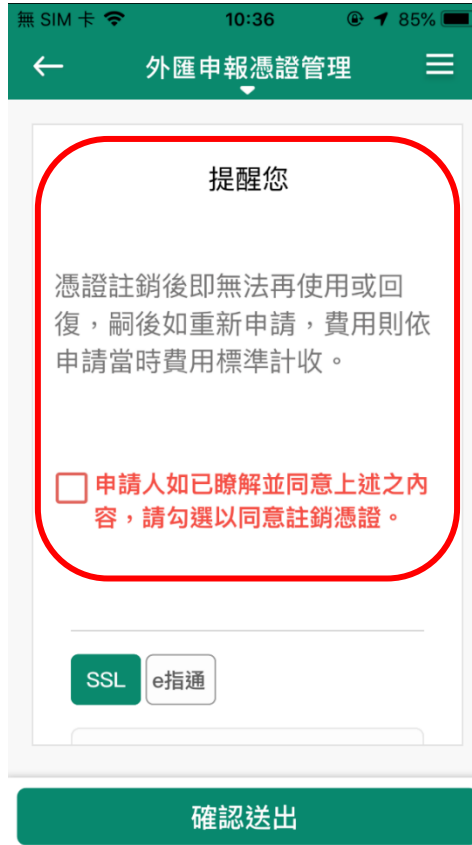 無 SIM 卡 10:36 85%
外匯申報憑證管理
提醒您
憑證註銷後即無法再使用或回
復，嗣後如重新申請，費用則依
申請當時費用標準計收。
申請人如已瞭解並同意上述之內
容，請勾選以同意註銷憑證。
SSL e指通
確認送出